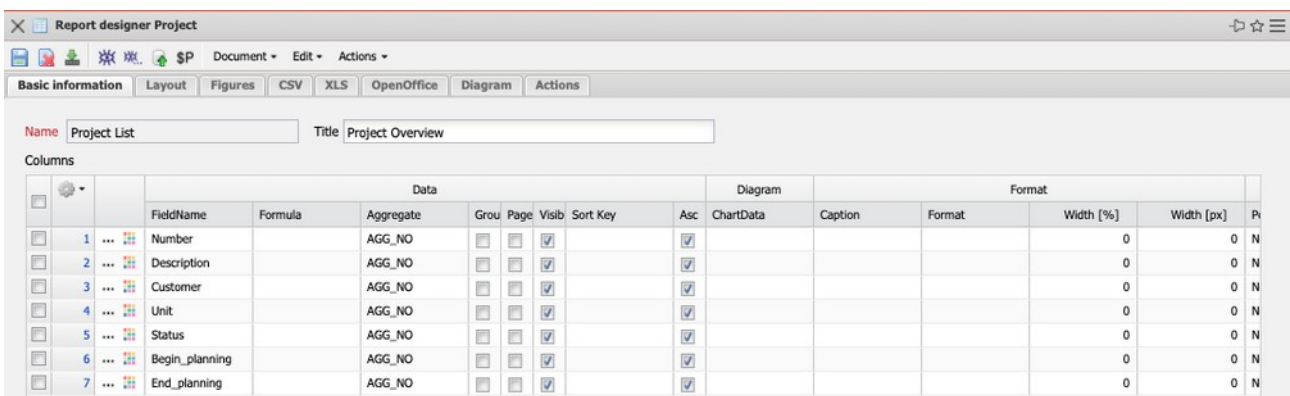 Report designer Project
$P Document Edit Actions
Basic information Layout Figures CSV XLS OpenOffice Diagram Actions
Name Project List Title Project Overview
Columns
Data Diagram Format
FieldName Formula Aggregate Grou Page Visib Sort Key Asc ChartData Caption Format Width [%] Width [px]
1 ... Number AGG_NO 0 0 N
2 ... Description AGG_NO 0 0 N
3 ... Customer AGG_NO 0 0 N
4 ... Unit AGG_NO 0 0 N
5 ... Status AGG_NO 0 0 N
6 ... Begin_planning AGG_NO 0 0 N
7 ... End_planning AGG_NO 0 0 N